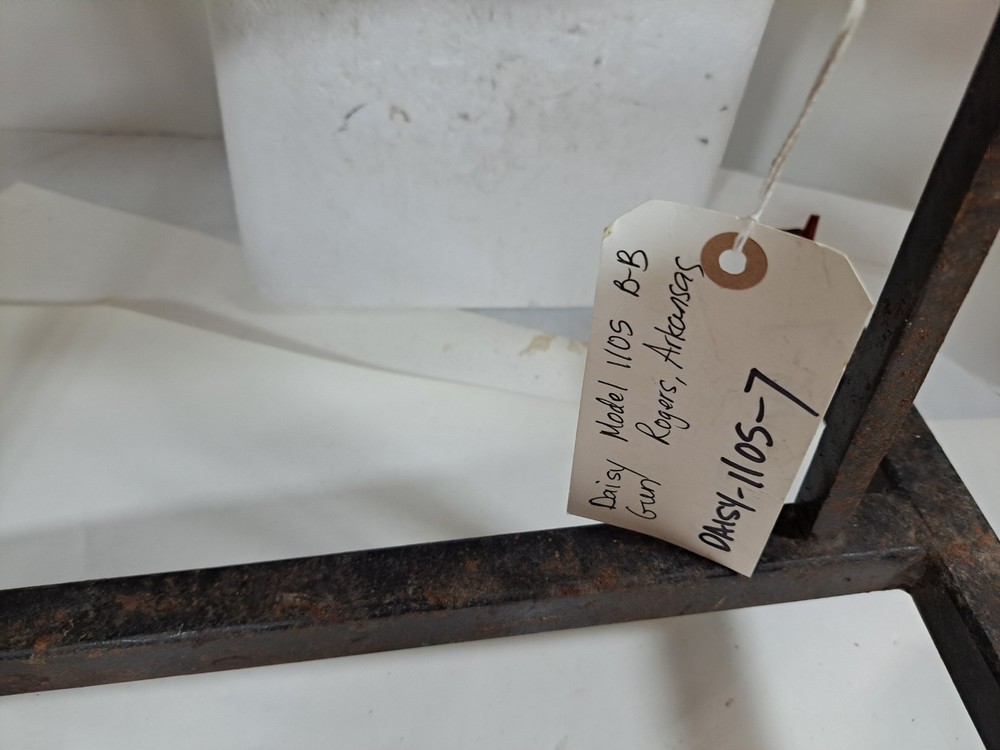 Daisy Model 1105 B-B
Gun Rogers, Arkansas
DAISY-1105-7